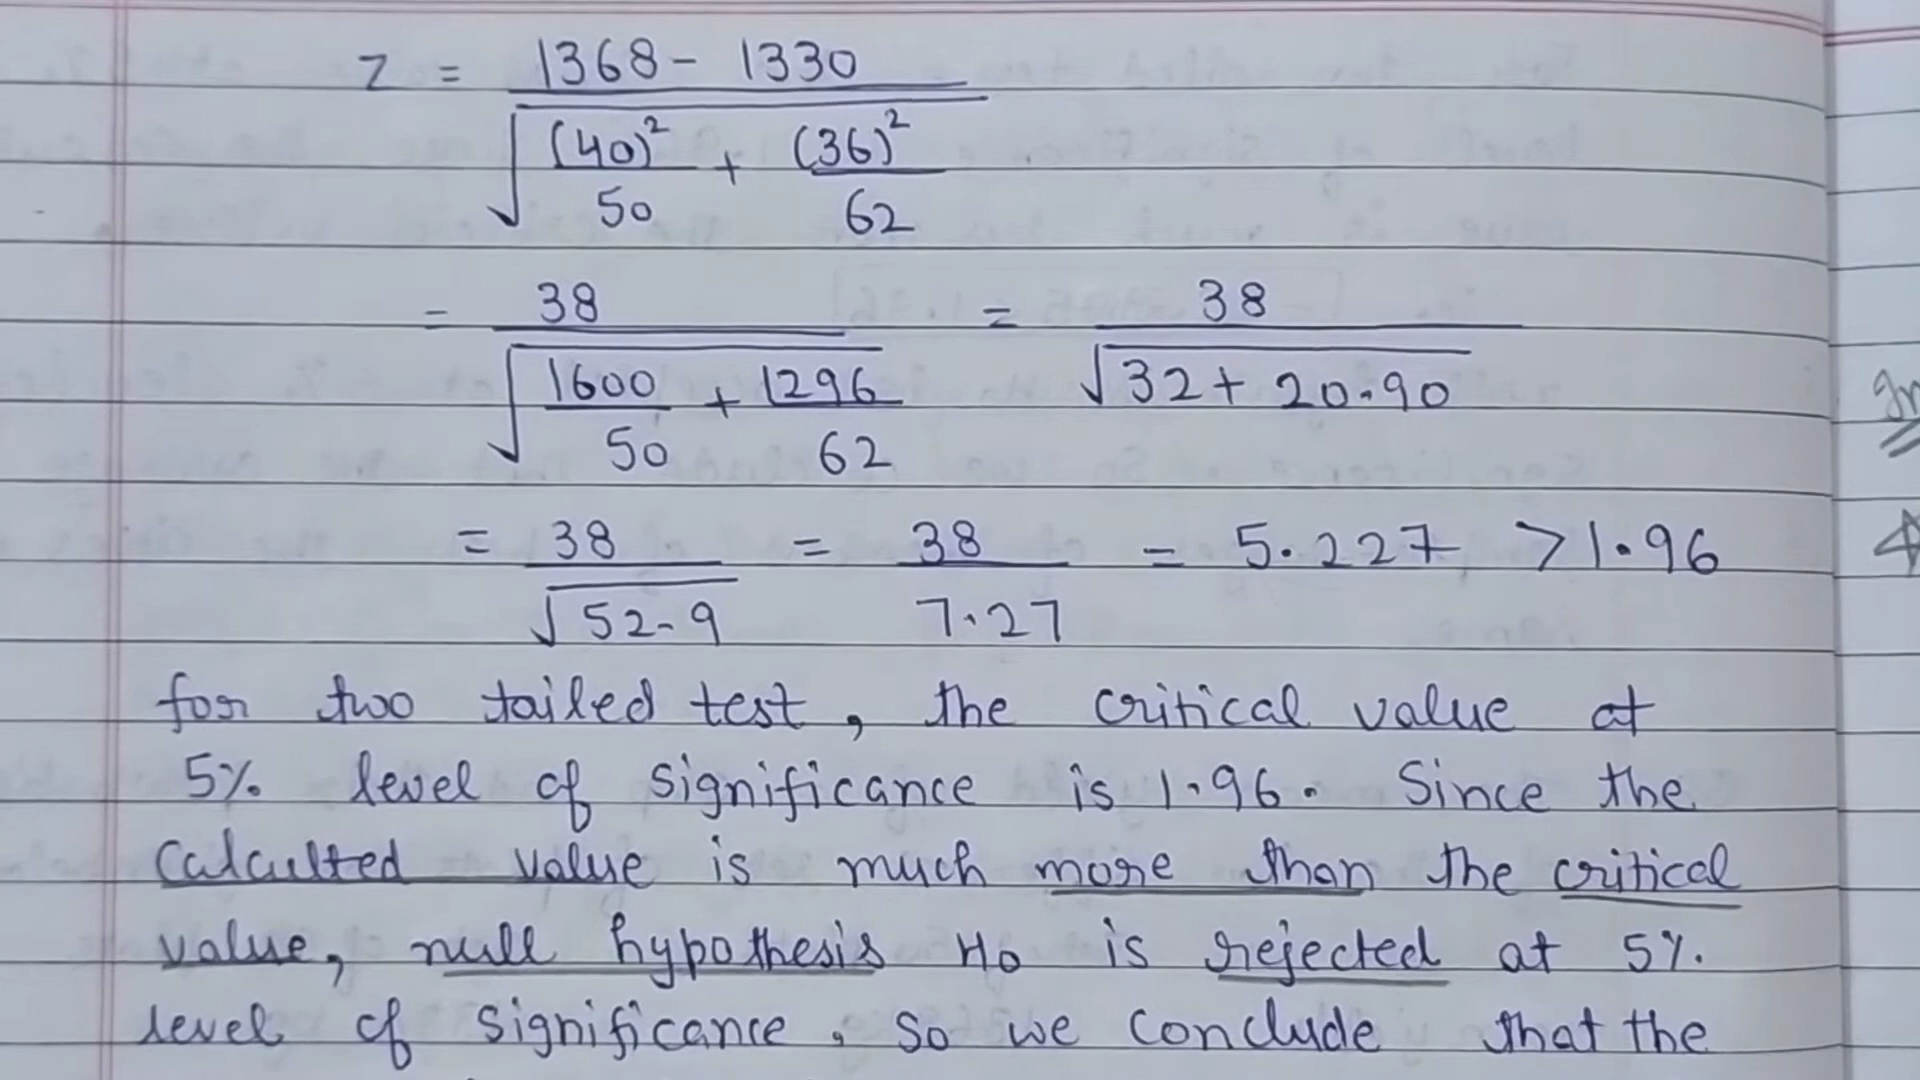 Z = 1368 - 1330
√ (40)² / 50 + (36)² / 62
= 38 / √ 1600 / 50 + 1296 / 62 = 38 / √ 32 + 20.90
= 38 / √ 52.9 = 38 / 7.27 = 5.227 > 1.96
for two tailed test, the critical value at
5% level of significance is 1.96. Since the
Calculted value is much more than the critical
value, null hypothesis H₀ is rejected at 5%.
level of significance, so we conclude that the